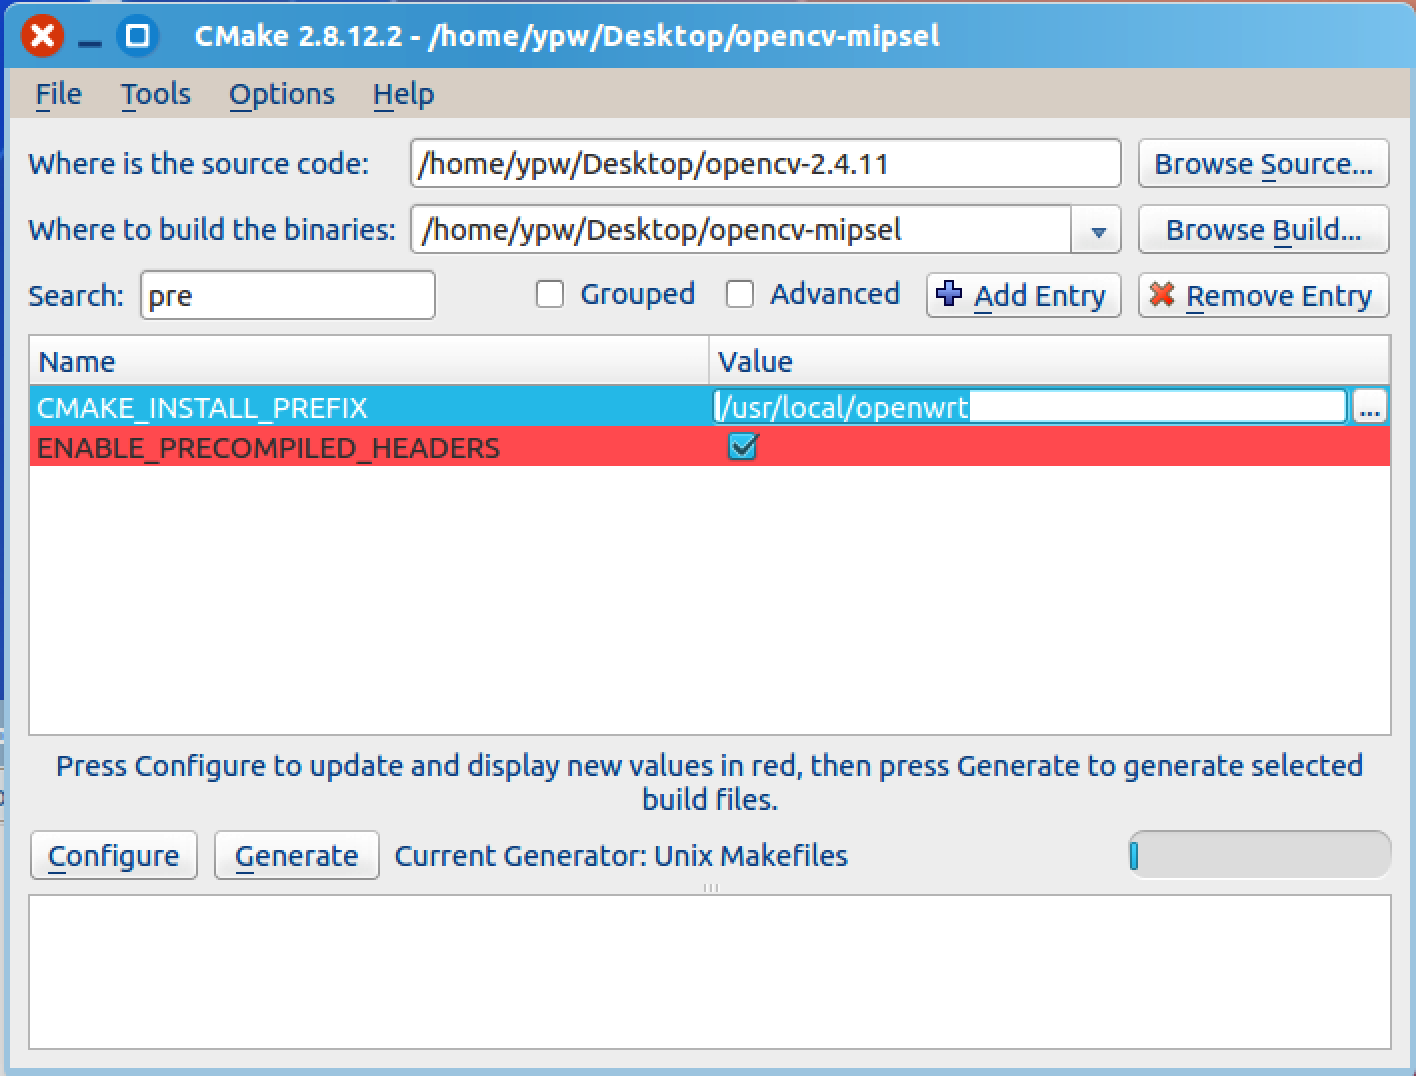 CMake 2.8.12.2 - /home/ypw/Desktop/opencv-mipsel
File Tools Options Help
Where is the source code: /home/ypw/Desktop/opencv-2.4.11 Browse Source...
Where to build the binaries: /home/ypw/Desktop/opencv-mipsel Browse Build...
Search: pre Grouped Advanced Add Entry Remove Entry
Name Value
CMAKE_INSTALL_PREFIX /usr/local/openwrt ...
ENABLE_PRECOMPILED_HEADERS
Press Configure to update and display new values in red, then press Generate to generate selected
build files.
Configure Generate Current Generator: Unix Makefiles